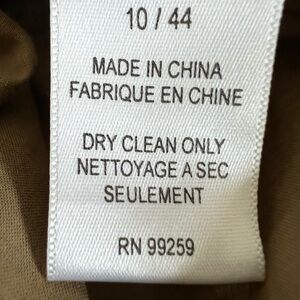 10 / 44
MADE IN CHINA
FABRIQUE EN CHINE
DRY CLEAN ONLY
NETTOYAGE A SEC
SEULEMENT
RN 99259